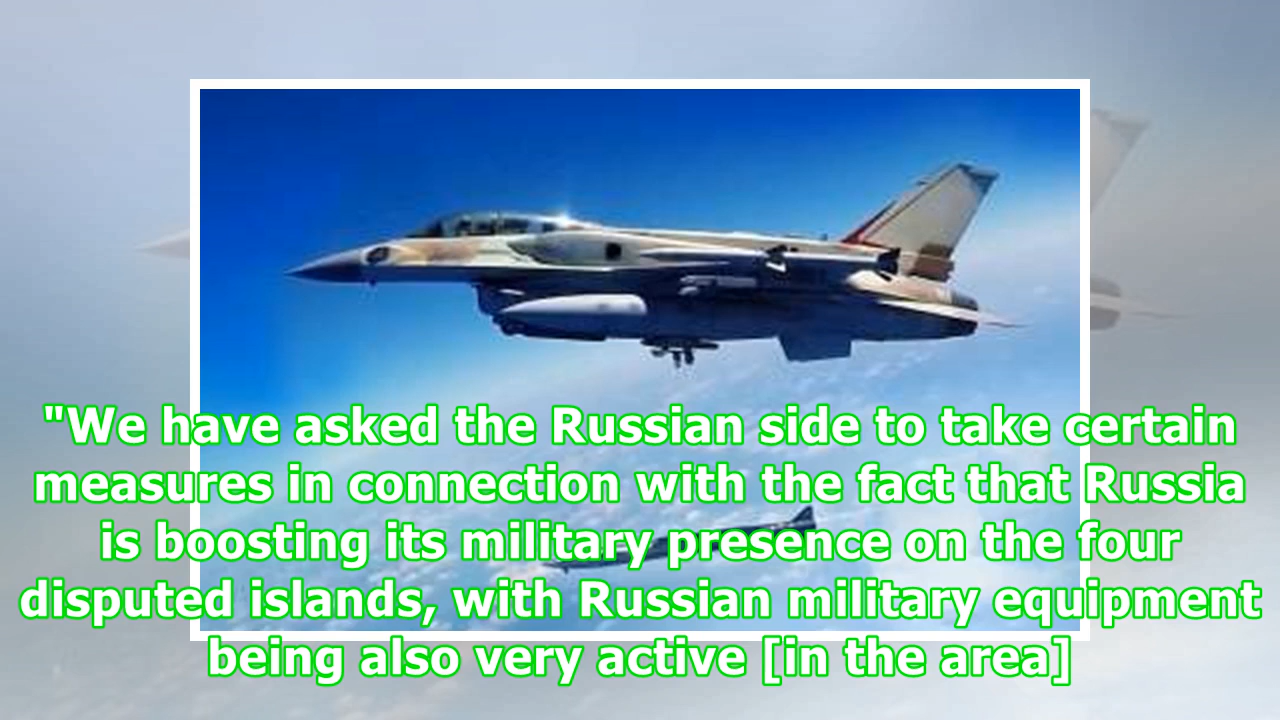 "We have asked the Russian side to take certain
measures in connection with the fact that Russia
is boosting its military presence on the four
disputed islands, with Russian military equipment
being also very active [in the area]